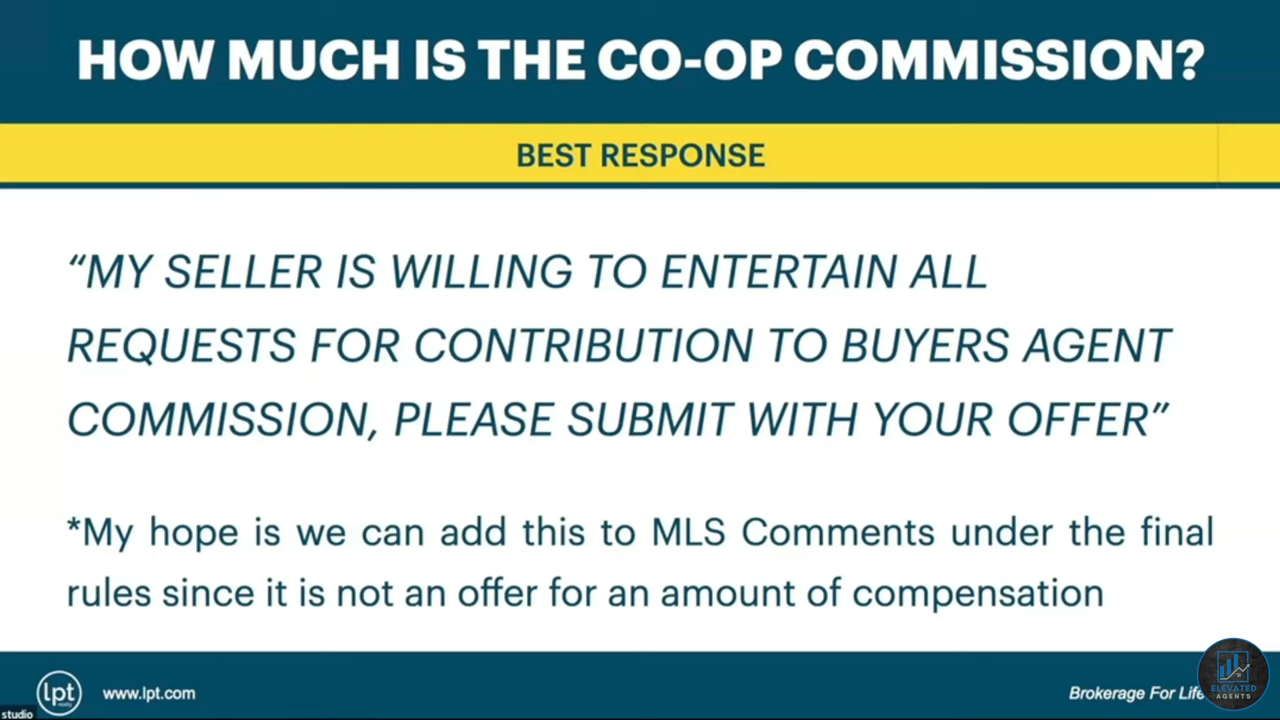 HOW MUCH IS THE CO-OP COMMISSION?
BEST RESPONSE
“MY SELLER IS WILLING TO ENTERTAIN ALL
REQUESTS FOR CONTRIBUTION TO BUYERS AGENT
COMMISSION, PLEASE SUBMIT WITH YOUR OFFER”
*My hope is we can add this to MLS Comments under the final
rules since it is not an offer for an amount of compensation
lpt
realty
www.lpt.com
Brokerage For Life
ELEVATED
AGENTS
studio